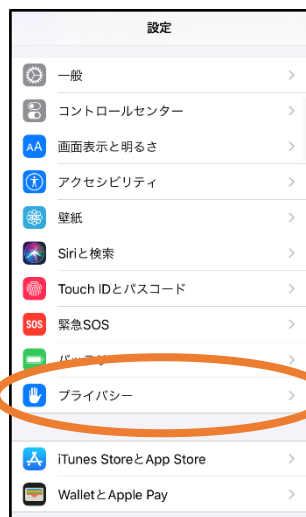 設定
一般
コントロールセンター
AA 画面表示と明るさ
アクセシビリティ
壁紙
Siriと検索
Touch IDとパスコード
SOS 緊急SOS
プライバシー
iTunes StoreとApp Store
WalletとApple Pay